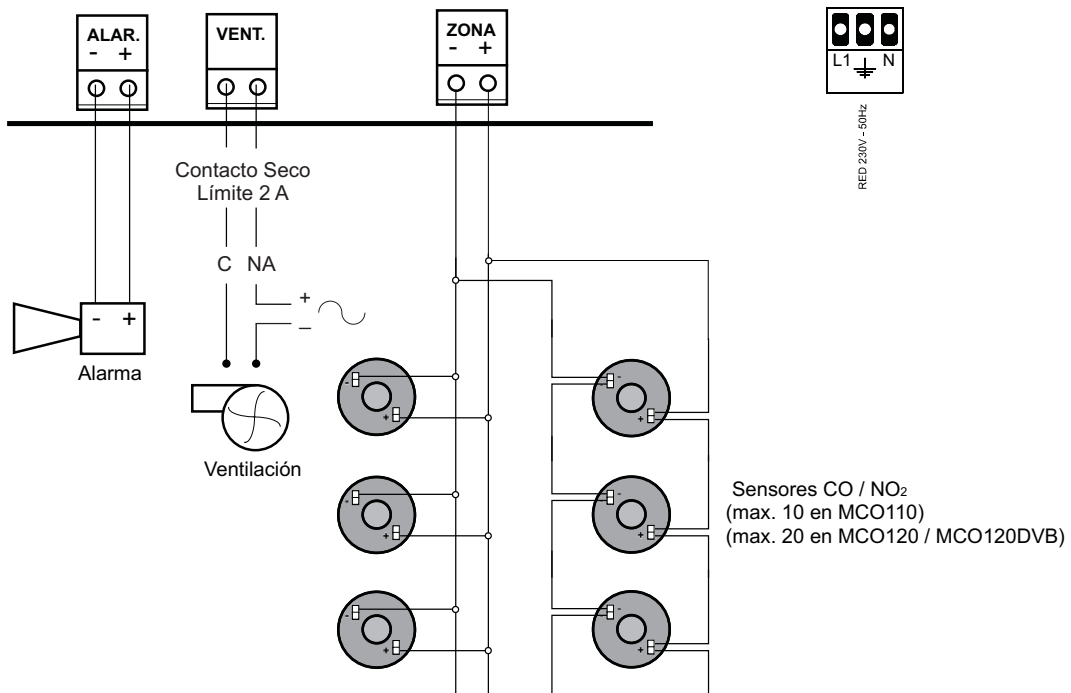 ALAR.
- +
VENT.
ZONA
- +
L1 N
RED 230V - 50Hz
Contacto Seco
Límite 2 A
C NA
+
–
- +
Alarma
Ventilación
-
+
-
+
-
+
-
+
-
+
-
+
Sensores CO / NO2
(max. 10 en MCO110)
(max. 20 en MCO120 / MCO120DVB)